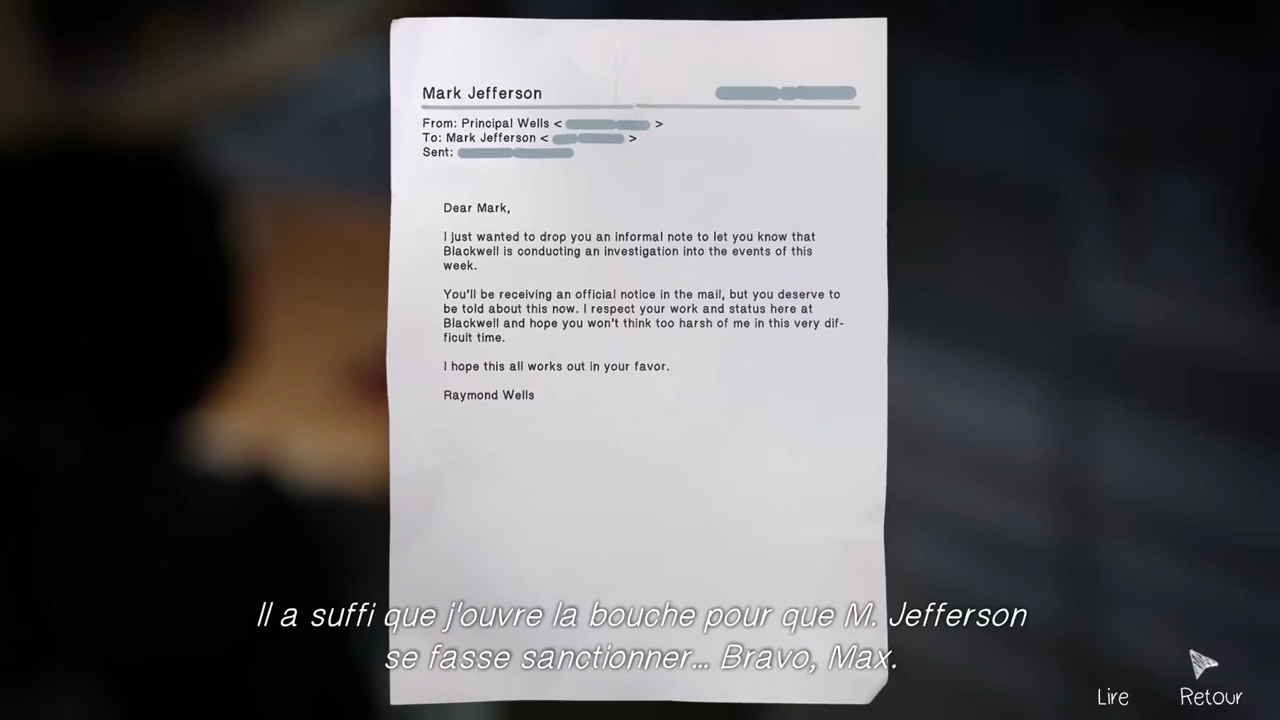 Mark Jefferson
From: Principal Wells < >
To: Mark Jefferson < >
Sent:
Dear Mark,
I just wanted to drop you an informal note to let you know that
Blackwell is conducting an investigation into the events of this
week.
You'll be receiving an official notice in the mail, but you deserve to
be told about this now. I respect your work and status here at
Blackwell and hope you won't think too harsh of me in this very dif-
ficult time.
I hope this all works out in your favor.
Raymond Wells
Il a suffi que j'ouvre la bouche pour que M. Jefferson
se fasse sanctionner... Bravo, Max.
Lire
Retour